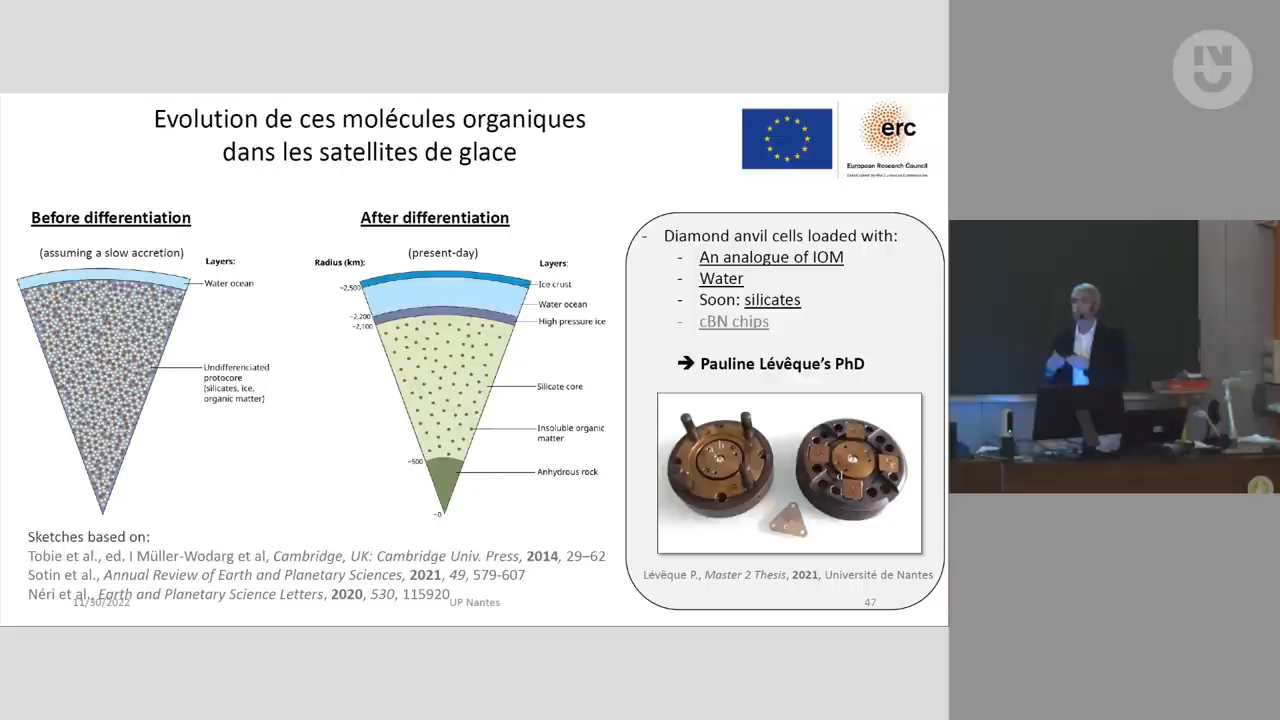 Evolution de ces molécules organiques
dans les satellites de glace
erc
European Research Council
Before differentiation
(assuming a slow accretion)
Layers:
Water ocean
Undifferenciated
protocore
(silicates, ice,
organic matter)
After differentiation
(present-day)
Radius (km):
Layers:
~2,500
Ice crust
Water ocean
~2,200
High pressure ice
~2,100
Silicate core
Insoluble organic
matter
~500
Anhydrous rock
~0
- Diamond anvil cells loaded with:
- An analogue of IOM
- Water
- Soon: silicates
- cBN chips
➔ Pauline Lévêque's PhD
Lévêque P., Master 2 Thesis, 2021, Université de Nantes
Sketches based on:
Tobie et al., ed. I Müller-Wodarg et al, Cambridge, UK: Cambridge Univ. Press, 2014, 29–62
Sotin et al., Annual Review of Earth and Planetary Sciences, 2021, 49, 579-607
Néri et al., Earth and Planetary Science Letters, 2020, 530, 115920
11/30/2022
UP Nantes
47